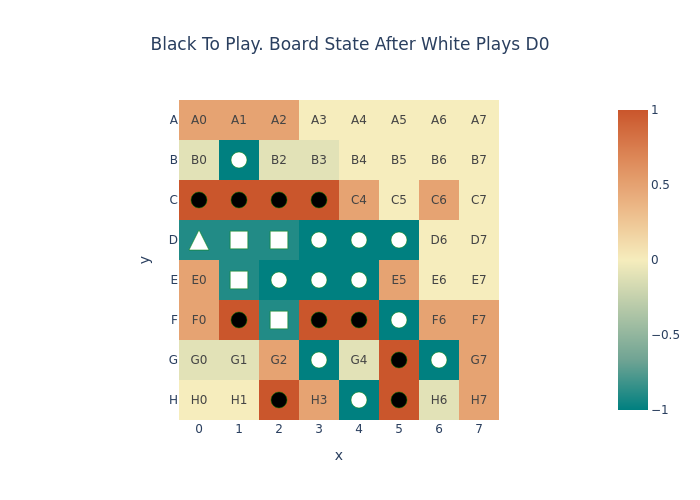 Black To Play. Board State After White Plays D0
A A0 A1 A2 A3 A4 A5 A6 A7
B B0 B2 B3 B4 B5 B6 B7
C C4 C5 C6 C7
D D6 D7
E E0 E5 E6 E7
F F0 F6 F7
G G0 G1 G2 G4 G7
H H0 H1 H3 H6 H7
0 1 2 3 4 5 6 7
x
y
1
0.5
0
−0.5
−1